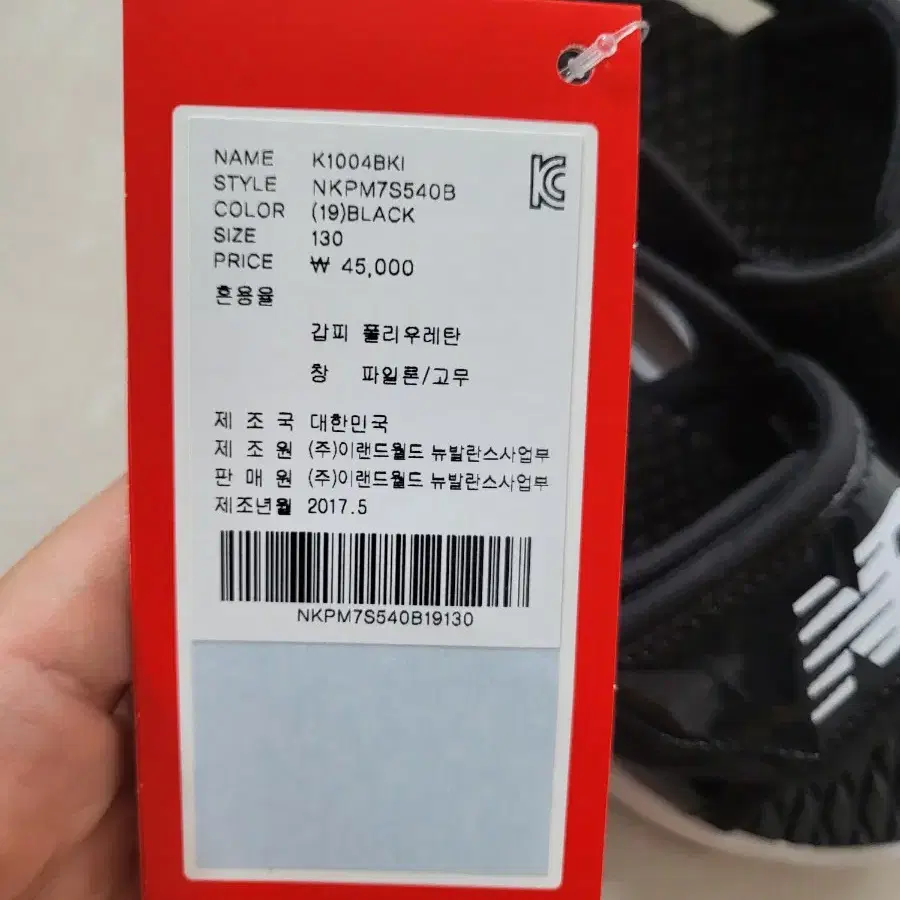 NAME K1004BKI
STYLE NKPM7S540B
COLOR (19)BLACK
SIZE 130
PRICE ₩ 45,000
혼용율
갑피 폴리우레탄
창 파일론/고무
제 조 국 대한민국
제 조 원 (주)이랜드월드 뉴발란스사업부
판 매 원 (주)이랜드월드 뉴발란스사업부
제조년월 2017.5
NKPM7S540B19130